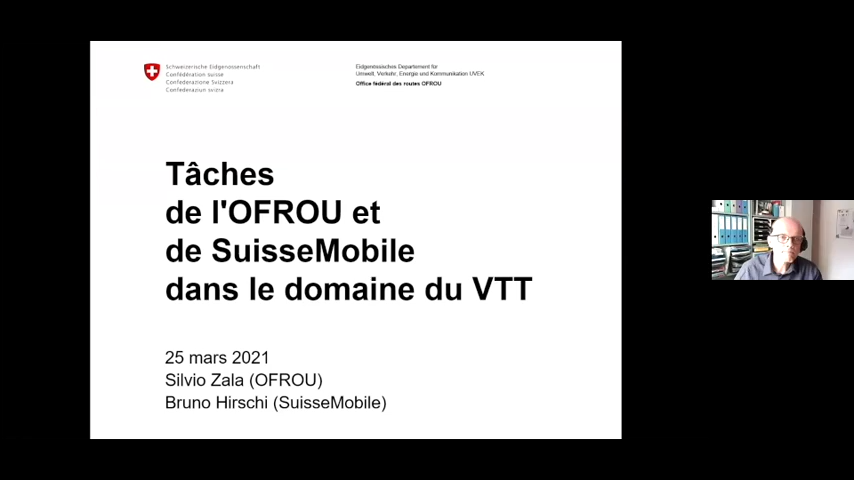 Schweizerische Eidgenossenschaft
Confédération suisse
Confederazione Svizzera
Confederaziun svizra
Eidgenössisches Departement für
Umwelt, Verkehr, Energie und Kommunikation UVEK
Office fédéral des routes OFROU
Tâches
de l'OFROU et
de SuisseMobile
dans le domaine du VTT
25 mars 2021
Silvio Zala (OFROU)
Bruno Hirschi (SuisseMobile)